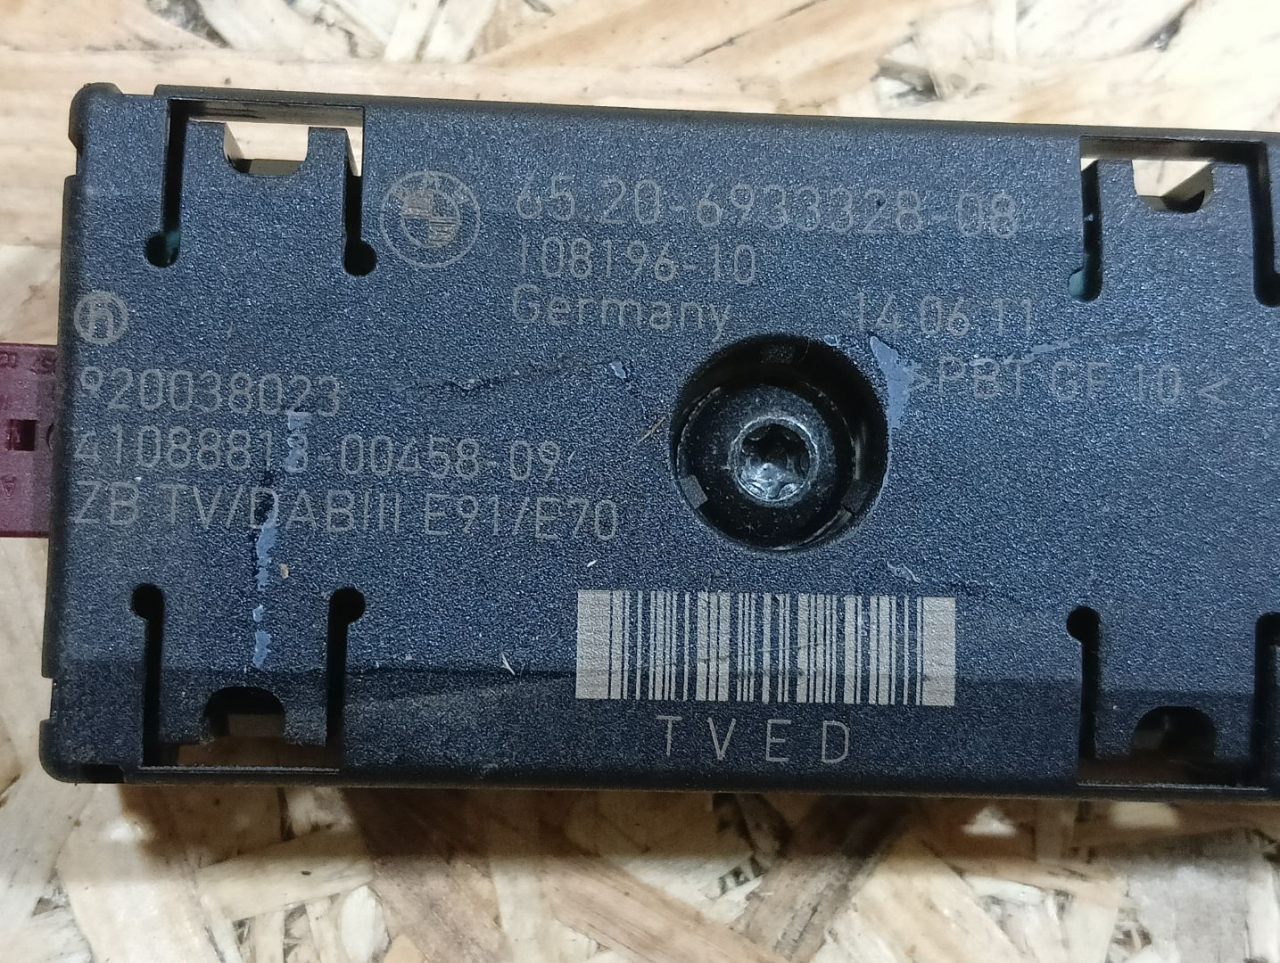 65.20-6933328-08
108196-10
Germany 14.06.11
>PBT GF 10<
920038023
41088813-00458-09
ZB TV/DABIII E91/E70
TVED